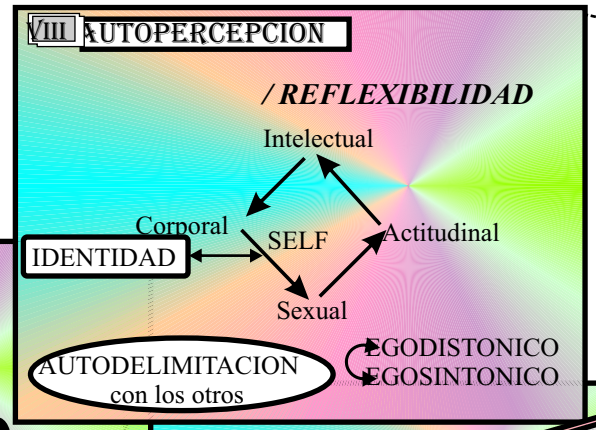 VIII AUTOPERCEPCION
/ REFLEXIBILIDAD
Intelectual
Corporal
SELF
Actitudinal
IDENTIDAD
Sexual
AUTODELIMITACION
con los otros
EGODISTONICO
EGOSINTONICO